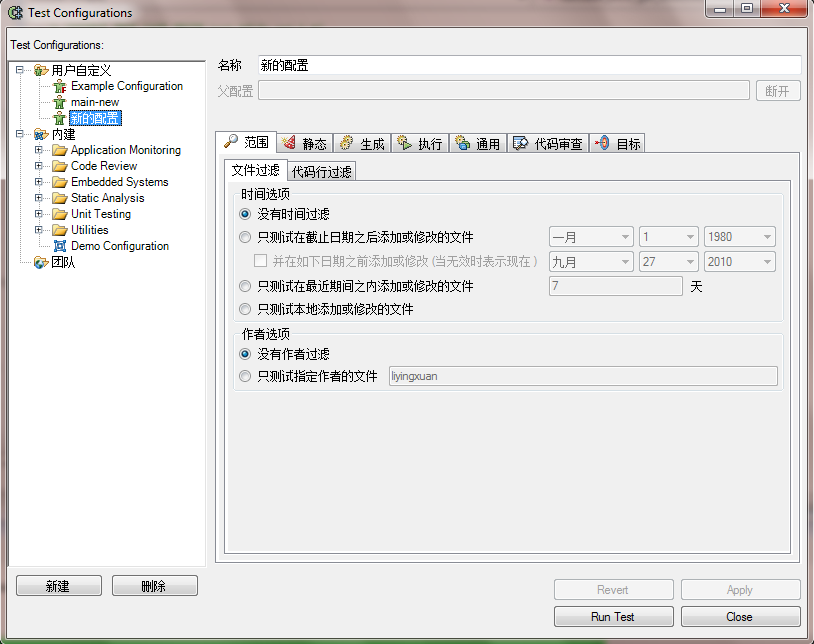 Test Configurations
Test Configurations:
用户自定义
Example Configuration
main-new
新的配置
内建
Application Monitoring
Code Review
Embedded Systems
Static Analysis
Unit Testing
Utilities
Demo Configuration
团队
新建 删除
名称 新的配置
父配置 断开
范围 静态 生成 执行 通用 代码审查 目标
文件过滤 代码行过滤
时间选项
没有时间过滤
只测试在截止日期之后添加或修改的文件 一月 1 1980
并在如下日期之前添加或修改 (当无效时表示现在 ) 九月 27 2010
只测试在最近期间之内添加或修改的文件 7 天
只测试本地添加或修改的文件
作者选项
没有作者过滤
只测试指定作者的文件 liyingxuan
Revert Apply
Run Test Close